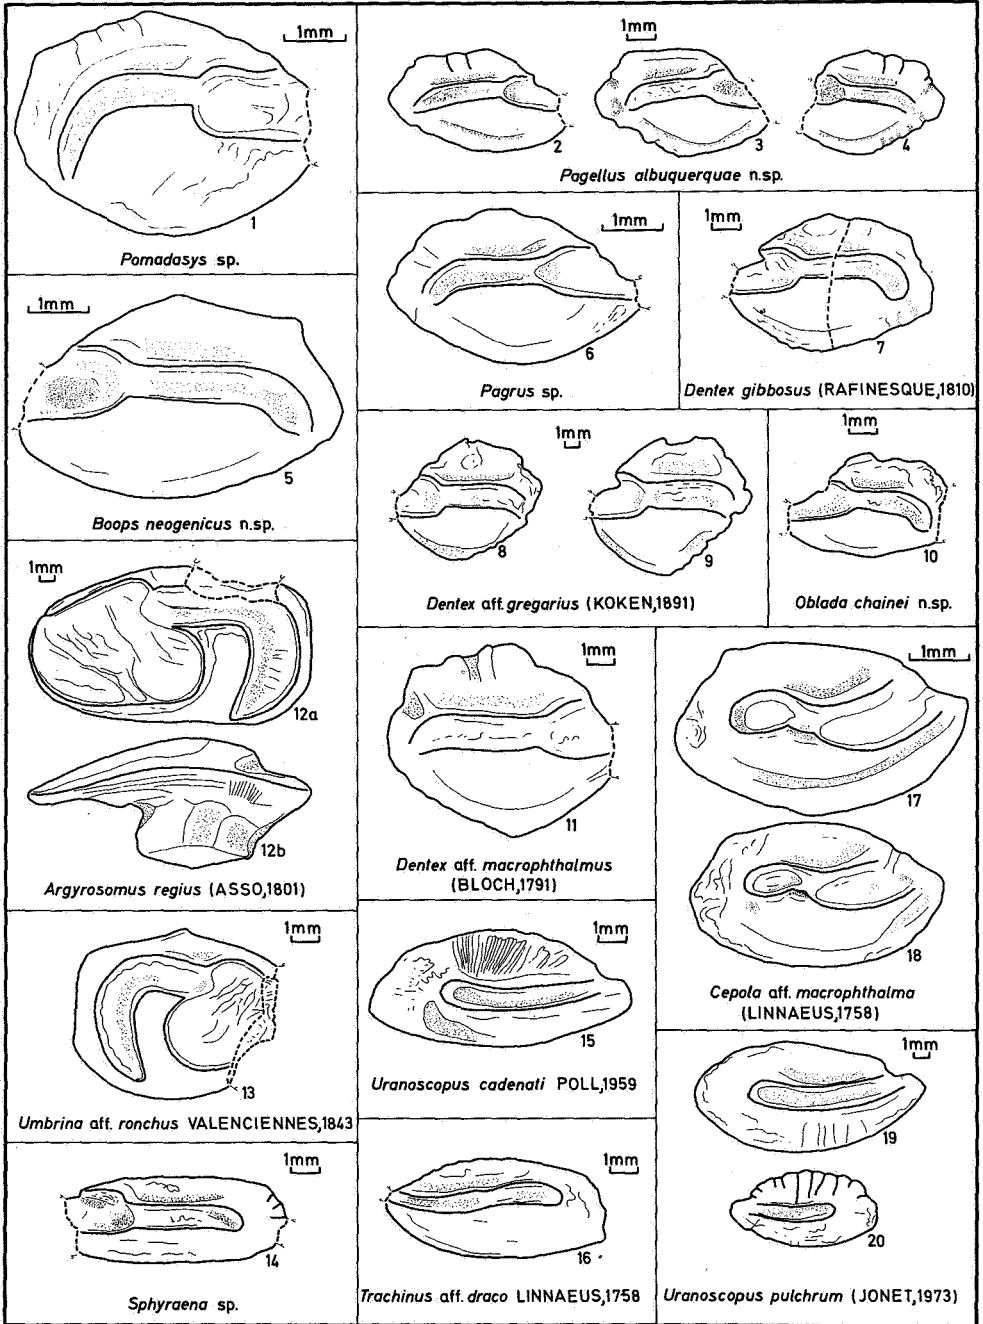 1mm
1
Pomadasys sp.
1mm
2
3
4
Pagellus albuquerquae n.sp.
1mm
5
Boops neogenicus n.sp.
1mm
6
Pagrus sp.
1mm
7
Dentex gibbosus (RAFINESQUE,1810)
1mm
8
9
Dentex aff. gregarius (KOKEN,1891)
1mm
10
Oblada chainei n.sp.
1mm
12a
12b
Argyrosomus regius (ASSO,1801)
1mm
11
Dentex aff. macrophthalmus
(BLOCH,1791)
1mm
17
18
Cepola aff. macrophthalma
(LINNAEUS,1758)
1mm
13
Umbrina aff. ronchus VALENCIENNES,1843
1mm
15
Uranoscopus cadenati POLL,1959
1mm
14
Sphyraena sp.
1mm
16
Trachinus aff. draco LINNAEUS,1758
1mm
19
20
Uranoscopus pulchrum (JONET,1973)